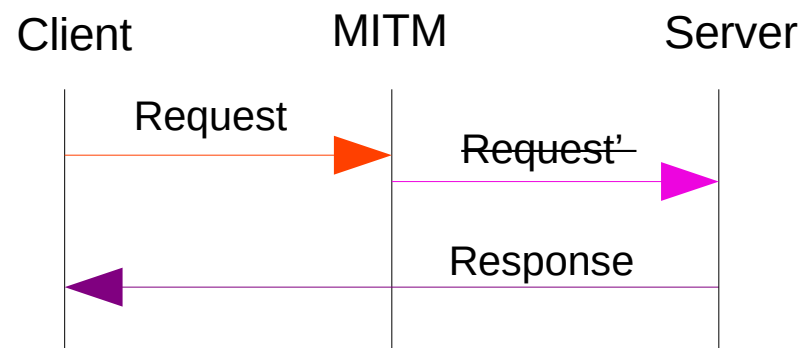 Client MITM Server
Request
Request’
Response